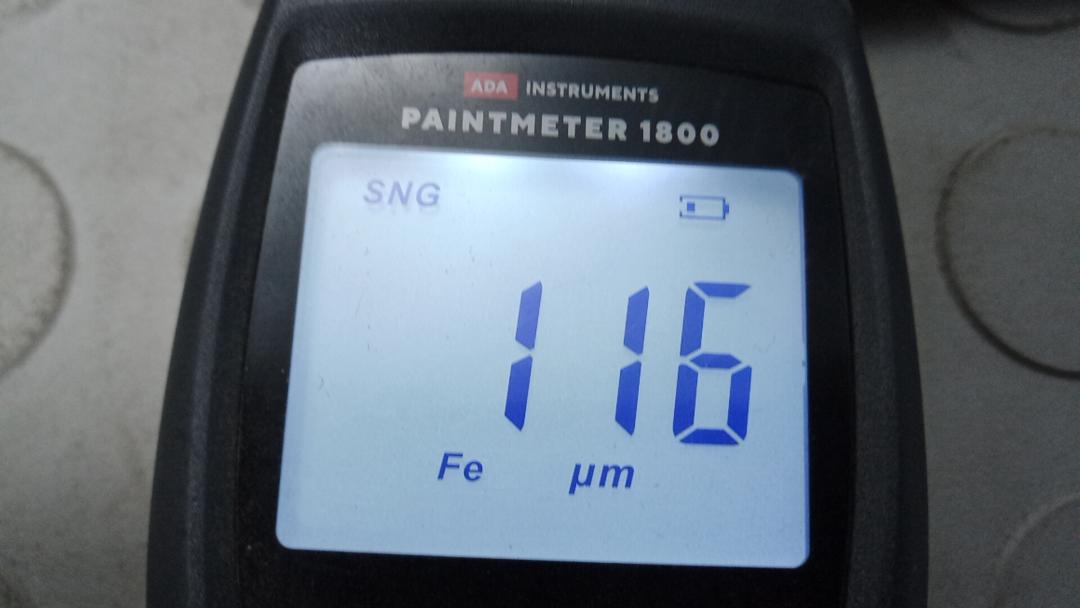 ADA INSTRUMENTS
PAINTMETER 1800
SNG
116
Fe µm